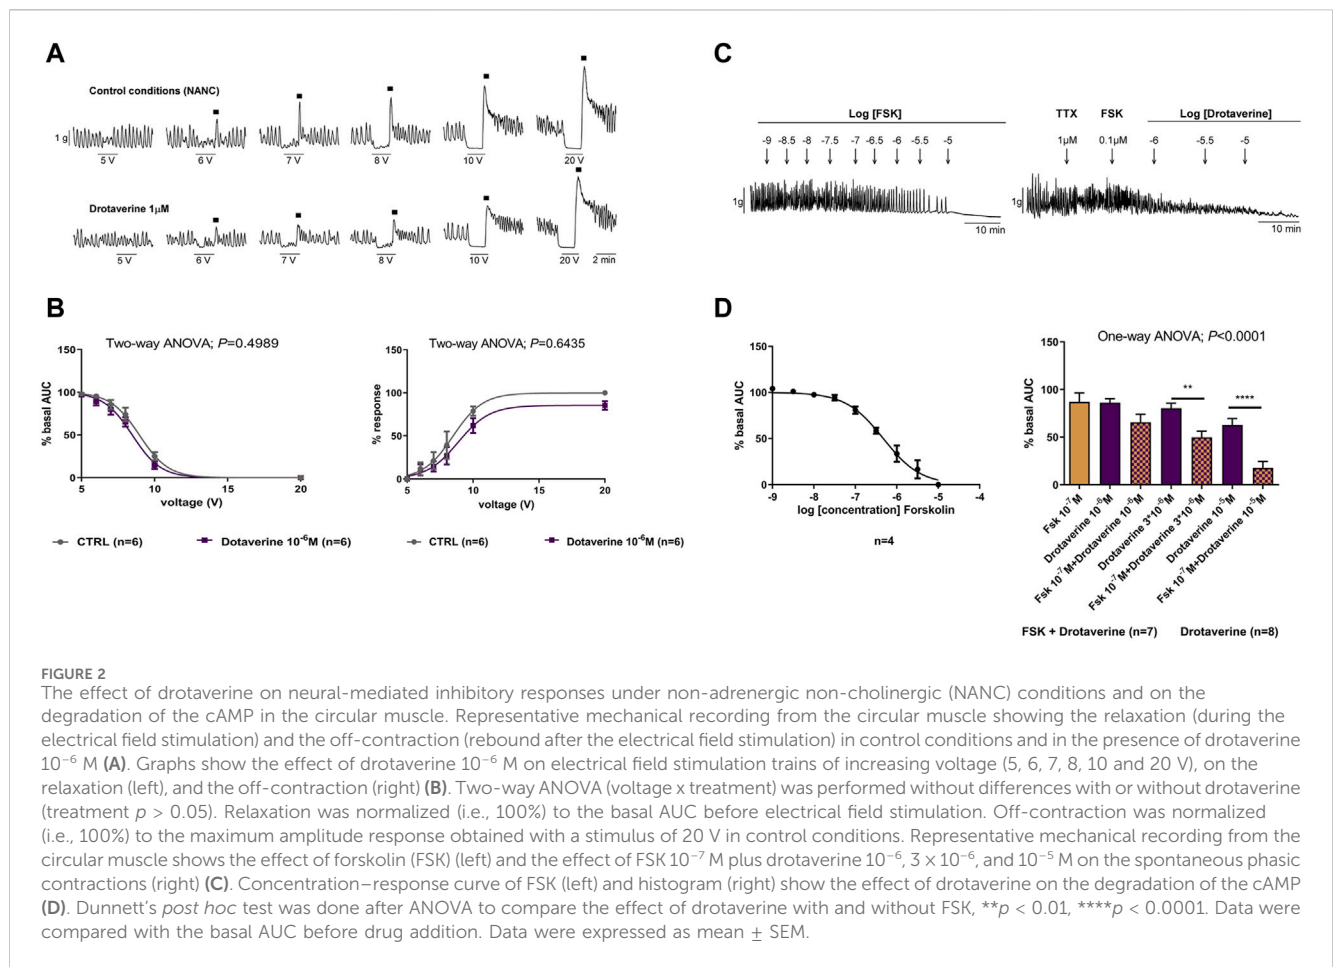 A
Control conditions (NANC)
1 g
5 V
6 V
7 V
8 V
10 V
20 V
Drotaverine 1µM
5 V
6 V
7 V
8 V
10 V
20 V
2 min
C
Log [FSK]
-9
-8.5
-8
-7.5
-7
-6.5
-6
-5.5
-5
1g
10 min
TTX
FSK
Log [Drotaverine]
1µM
0.1µM
-6
-5.5
-5
1g
10 min
B
Two-way ANOVA; P=0.4989
% basal AUC
150
100
50
0
5
10
15
20
voltage (V)
CTRL (n=6)
Dotaverine 10⁻⁶M (n=6)
Two-way ANOVA; P=0.6435
% response
150
100
50
0
5
10
15
20
voltage (V)
CTRL (n=6)
Dotaverine 10⁻⁶M (n=6)
D
% basal AUC
150
100
50
0
-9
-8
-7
-6
-5
-4
log [concentration] Forskolin
n=4
One-way ANOVA; P<0.0001
% basal AUC
150
100
50
0
**
****
Fsk 10⁻⁷M
Drotaverine 10⁻⁶M
Fsk 10⁻⁷M+Drotaverine 10⁻⁶M
Drotaverine 3*10⁻⁶M
Fsk 10⁻⁷M+Drotaverine 3*10⁻⁶M
Drotaverine 10⁻⁵M
Fsk 10⁻⁷M+Drotaverine 10⁻⁵M
FSK + Drotaverine (n=7)
Drotaverine (n=8)
FIGURE 2
The effect of drotaverine on neural-mediated inhibitory responses under non-adrenergic non-cholinergic (NANC) conditions and on the
degradation of the cAMP in the circular muscle. Representative mechanical recording from the circular muscle showing the relaxation (during the
electrical field stimulation) and the off-contraction (rebound after the electrical field stimulation) in control conditions and in the presence of drotaverine
10⁻⁶ M (A). Graphs show the effect of drotaverine 10⁻⁶ M on electrical field stimulation trains of increasing voltage (5, 6, 7, 8, 10 and 20 V), on the
relaxation (left), and the off-contraction (right) (B). Two-way ANOVA (voltage x treatment) was performed without differences with or without drotaverine
(treatment p > 0.05). Relaxation was normalized (i.e., 100%) to the basal AUC before electrical field stimulation. Off-contraction was normalized
(i.e., 100%) to the maximum amplitude response obtained with a stimulus of 20 V in control conditions. Representative mechanical recording from the
circular muscle shows the effect of forskolin (FSK) (left) and the effect of FSK 10⁻⁷ M plus drotaverine 10⁻⁶, 3 × 10⁻⁶, and 10⁻⁵ M on the spontaneous phasic
contractions (right) (C). Concentration–response curve of FSK (left) and histogram (right) show the effect of drotaverine on the degradation of the cAMP
(D). Dunnett's post hoc test was done after ANOVA to compare the effect of drotaverine with and without FSK, **p < 0.01, ****p < 0.0001. Data were
compared with the basal AUC before drug addition. Data were expressed as mean ± SEM.